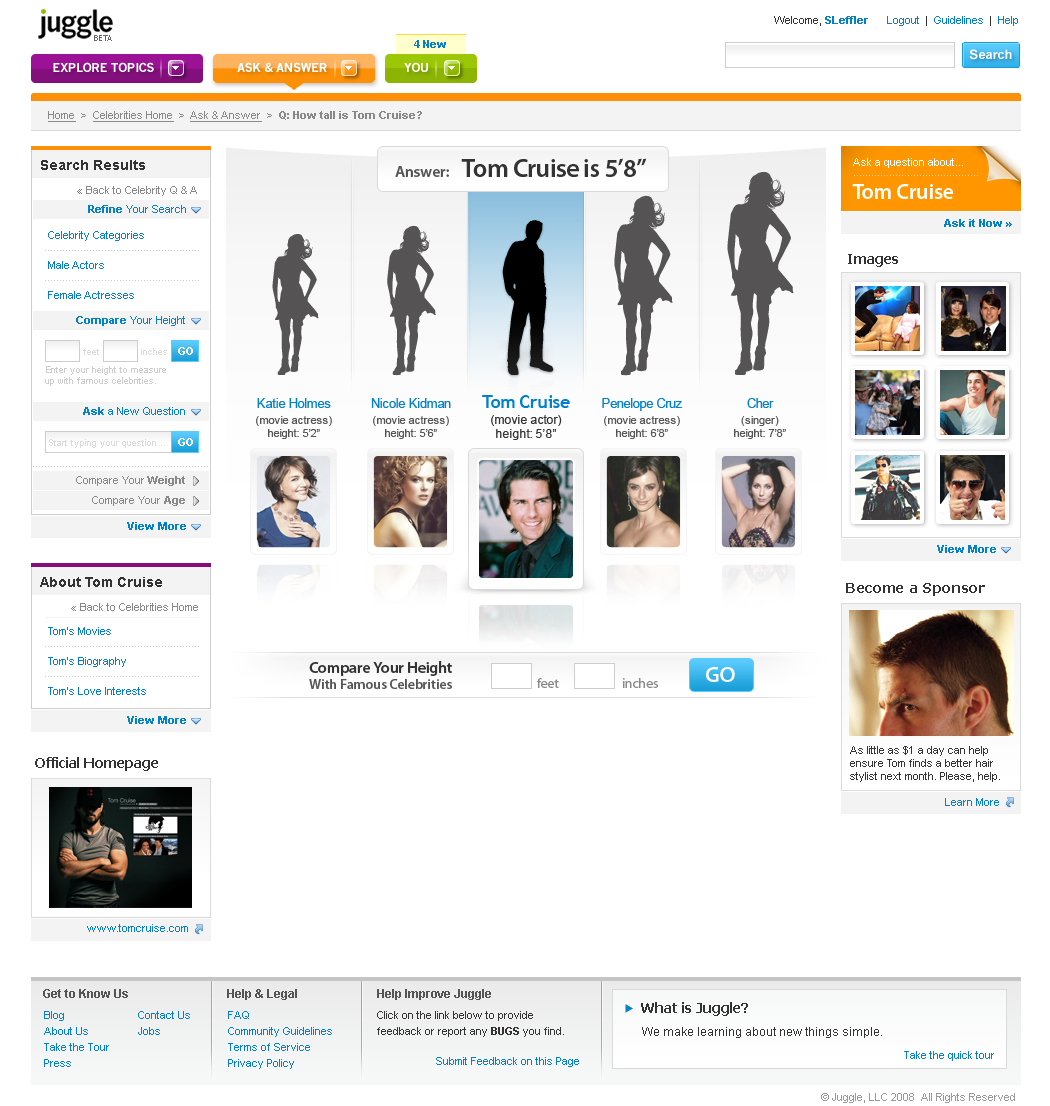 juggle
BETA
Welcome, SLeffler Logout | Guidelines | Help
Search
4 New
EXPLORE TOPICS
ASK & ANSWER
YOU
Home > Celebrities Home > Ask & Answer > Q: How tall is Tom Cruise?
Search Results
« Back to Celebrity Q & A
Refine Your Search
Celebrity Categories
Male Actors
Female Actresses
Compare Your Height
feet inches GO
Enter your height to measure
up with famous celebrities.
Ask a New Question
Start typing your question... GO
Compare Your Weight
Compare Your Age
View More
About Tom Cruise
« Back to Celebrities Home
Tom's Movies
Tom's Biography
Tom's Love Interests
View More
Official Homepage
Tom Cruise
www.tomcruise.com
Answer: Tom Cruise is 5’8”
Katie Holmes
(movie actress)
height: 5'2"
Nicole Kidman
(movie actress)
height: 5'6"
Tom Cruise
(movie actor)
height: 5'8"
Penelope Cruz
(movie actress)
height: 6'8"
Cher
(singer)
height: 7'8"
Compare Your Height
With Famous Celebrities
feet inches GO
Ask a question about...
Tom Cruise
Ask it Now »
Images
View More
Become a Sponsor
As little as $1 a day can help
ensure Tom finds a better hair
stylist next month. Please, help.
Learn More
Get to Know Us
Blog
About Us
Take the Tour
Press
Contact Us
Jobs
Help & Legal
FAQ
Community Guidelines
Terms of Service
Privacy Policy
Help Improve Juggle
Click on the link below to provide
feedback or report any BUGS you find.
Submit Feedback on this Page
What is Juggle?
We make learning about new things simple.
Take the quick tour
© Juggle, LLC 2008 All Rights Reserved